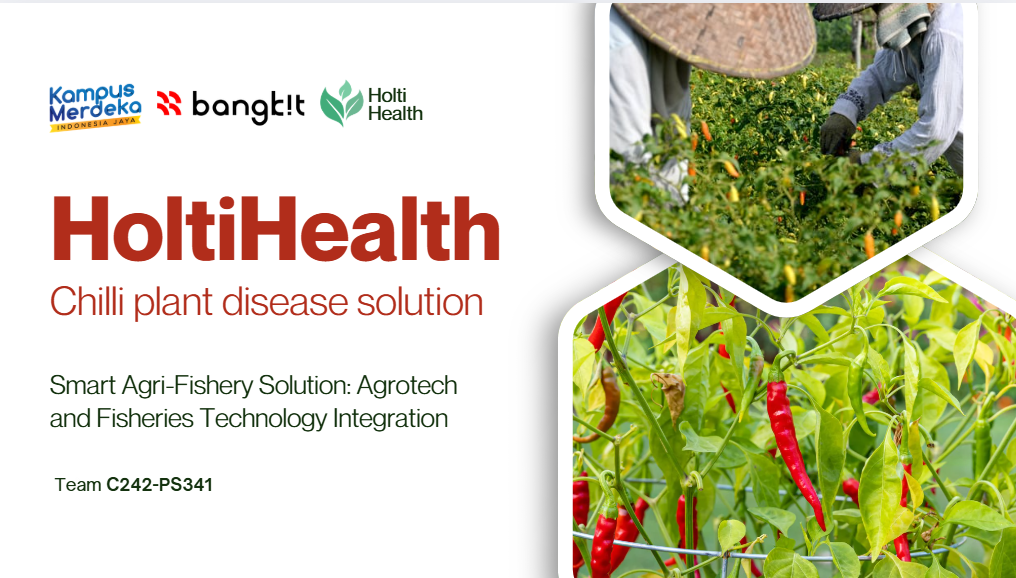 Kampus
Merdeka
INDONESIA JAYA
bangk!t
Holti
Health
HoltiHealth
Chilli plant disease solution
Smart Agri-Fishery Solution: Agrotech
and Fisheries Technology Integration
Team C242-PS341